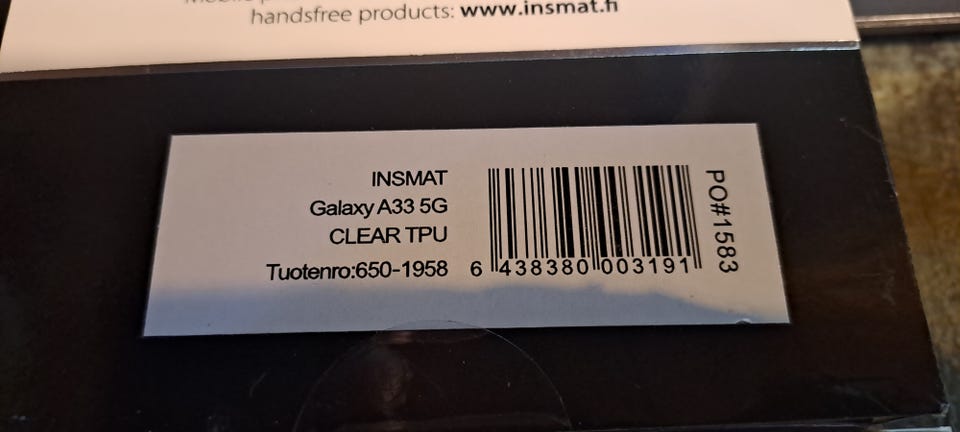 handsfree products: www.insmat.fi
INSMAT
Galaxy A33 5G
CLEAR TPU
Tuotenro:650-1958
6 438380 003191
PO#1583